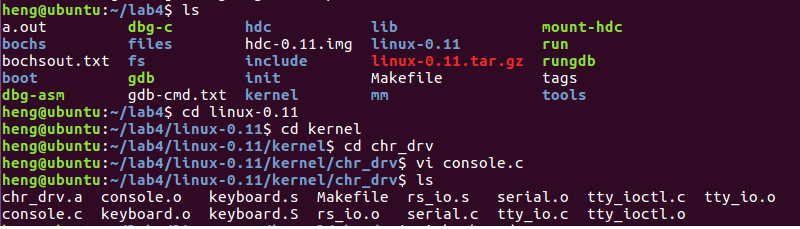 heng@ubuntu:~/lab4$ ls
a.out dbg-c hdc lib mount-hdc
bochs files hdc-0.11.img linux-0.11 run
bochsout.txt fs include linux-0.11.tar.gz rungdb
boot gdb init Makefile tags
dbg-asm gdb-cmd.txt kernel mm tools
heng@ubuntu:~/lab4$ cd linux-0.11
heng@ubuntu:~/lab4/linux-0.11$ cd kernel
heng@ubuntu:~/lab4/linux-0.11/kernel$ cd chr_drv
heng@ubuntu:~/lab4/linux-0.11/kernel/chr_drv$ vi console.c
heng@ubuntu:~/lab4/linux-0.11/kernel/chr_drv$ ls
chr_drv.a console.o keyboard.s Makefile rs_io.s serial.o tty_ioctl.c tty_io.o
console.c keyboard.o keyboard.S rs_io.o serial.c tty_io.c tty_ioctl.o